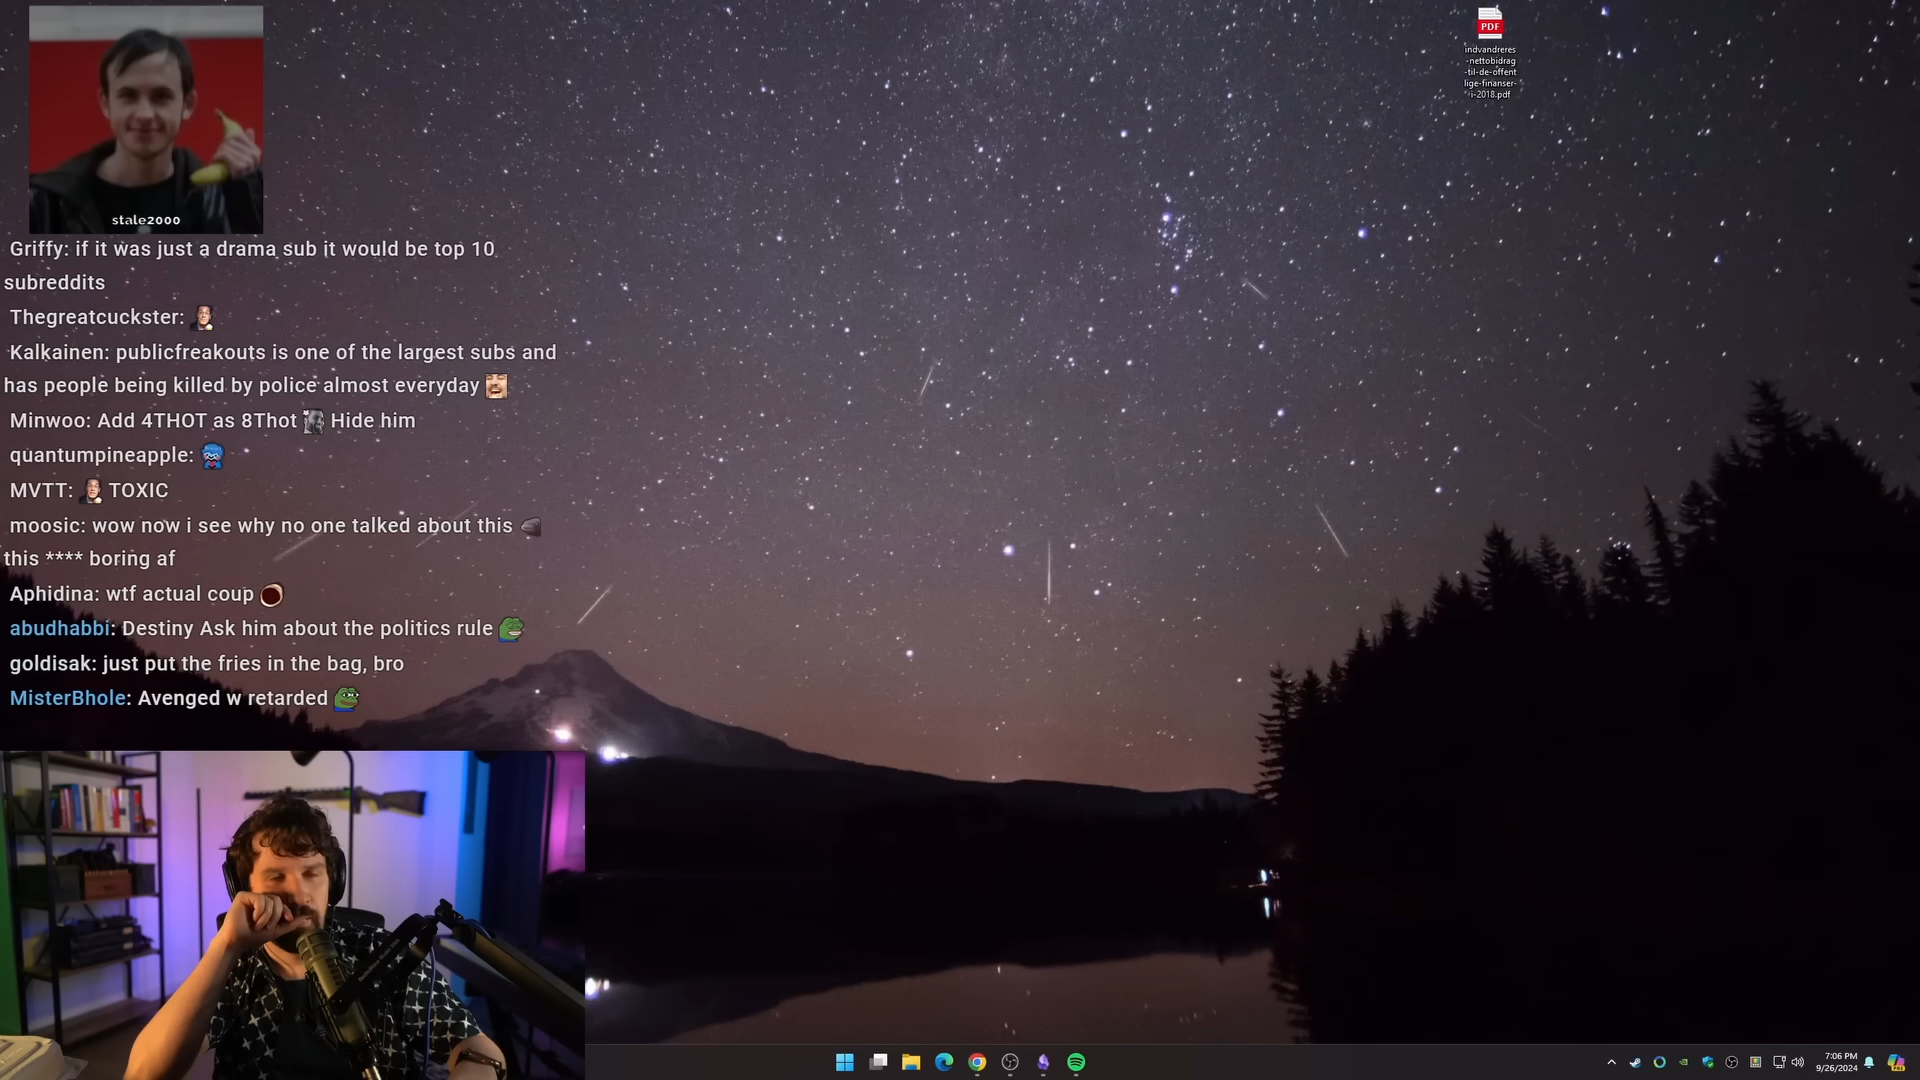 PDF
indvandreres
-nettobidrag
-til-de-offent
lige-finanser-
i-2018.pdf
stale2000
Griffy: if it was just a drama sub it would be top 10
subreddits
Thegreatcuckster:
Kalkainen: publicfreakouts is one of the largest subs and
has people being killed by police almost everyday
Minwoo: Add 4THOT as 8Thot Hide him
quantumpineapple:
MVTT: TOXIC
moosic: wow now i see why no one talked about this
this **** boring af
Aphidina: wtf actual coup
abudhabbi: Destiny Ask him about the politics rule
goldisak: just put the fries in the bag, bro
MisterBhole: Avenged w retarded
7:06 PM
9/26/2024